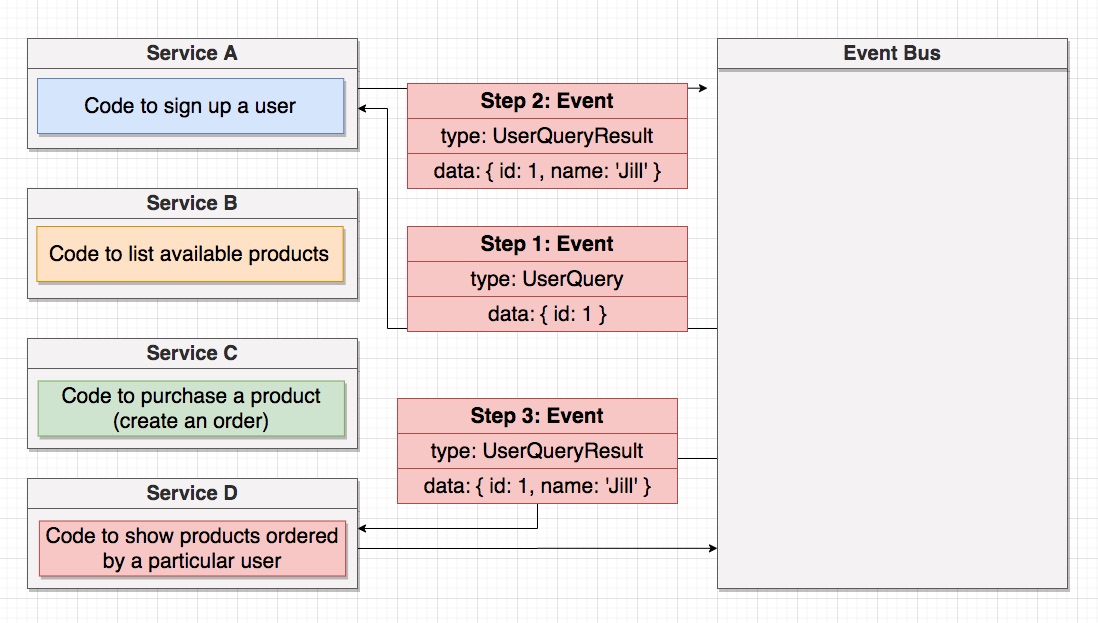 Service A
Code to sign up a user
Service B
Code to list available products
Service C
Code to purchase a product
(create an order)
Service D
Code to show products ordered
by a particular user
Step 2: Event
type: UserQueryResult
data: { id: 1, name: 'Jill' }
Step 1: Event
type: UserQuery
data: { id: 1 }
Step 3: Event
type: UserQueryResult
data: { id: 1, name: 'Jill' }
Event Bus